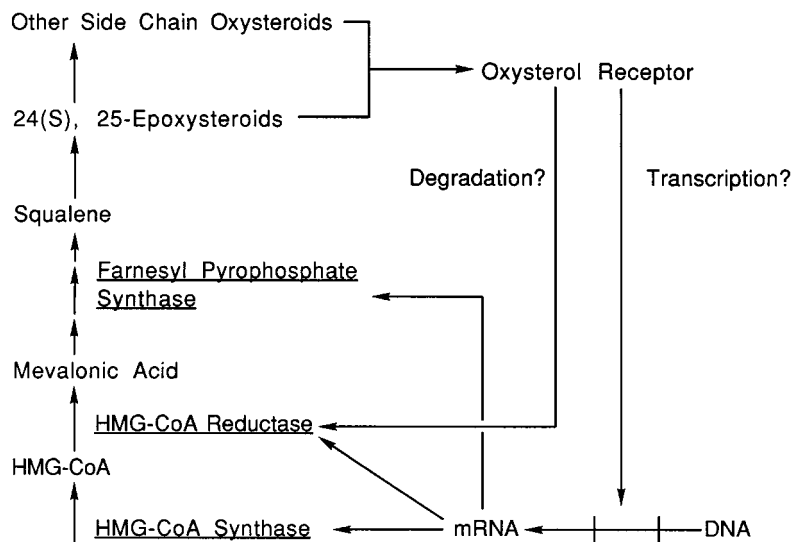 Other Side Chain Oxysteroids
Oxysterol Receptor
24(S), 25-Epoxysteroids
Degradation?
Transcription?
Squalene
Farnesyl Pyrophosphate
Synthase
Mevalonic Acid
HMG-CoA Reductase
HMG-CoA
HMG-CoA Synthase
mRNA
DNA